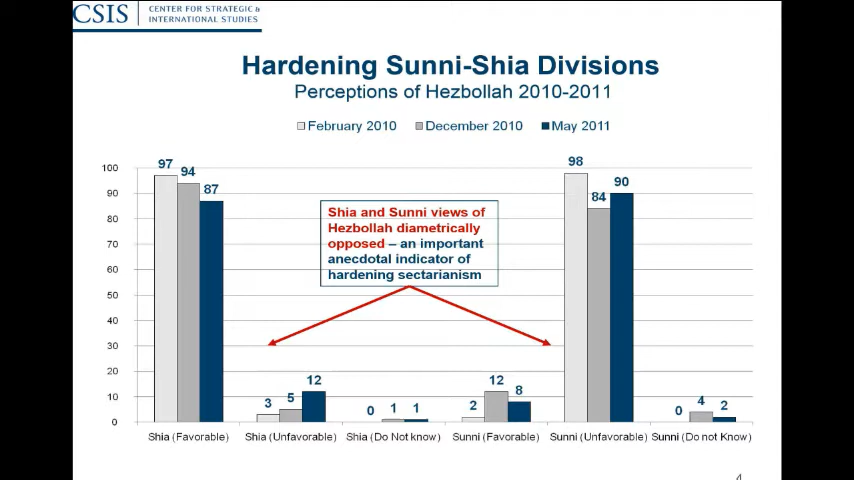 CSIS
CENTER FOR STRATEGIC &
INTERNATIONAL STUDIES
Hardening Sunni-Shia Divisions
Perceptions of Hezbollah 2010-2011
February 2010 December 2010 May 2011
100
90
80
70
60
50
40
30
20
10
0
97
94
87
3
5
12
0
1
1
2
12
8
98
84
90
0
4
2
Shia and Sunni views of
Hezbollah diametrically
opposed – an important
anecdotal indicator of
hardening sectarianism
Shia (Favorable) Shia (Unfavorable) Shia (Do Not know) Sunni (Favorable) Sunni (Unfavorable) Sunni (Do not Know)
4